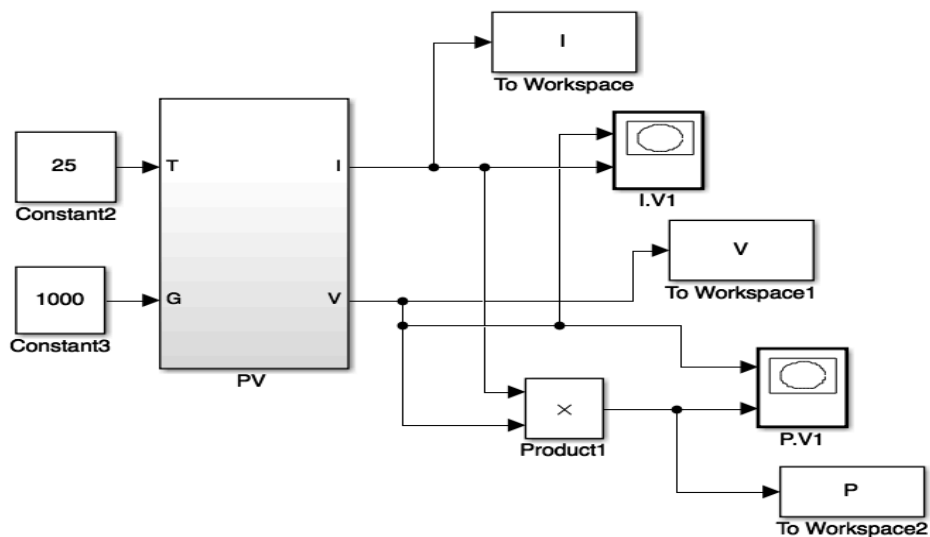 I
To Workspace
25
Constant2
T
I
I.V1
V
To Workspace1
1000
Constant3
G
V
PV
×
Product1
P.V1
P
To Workspace2